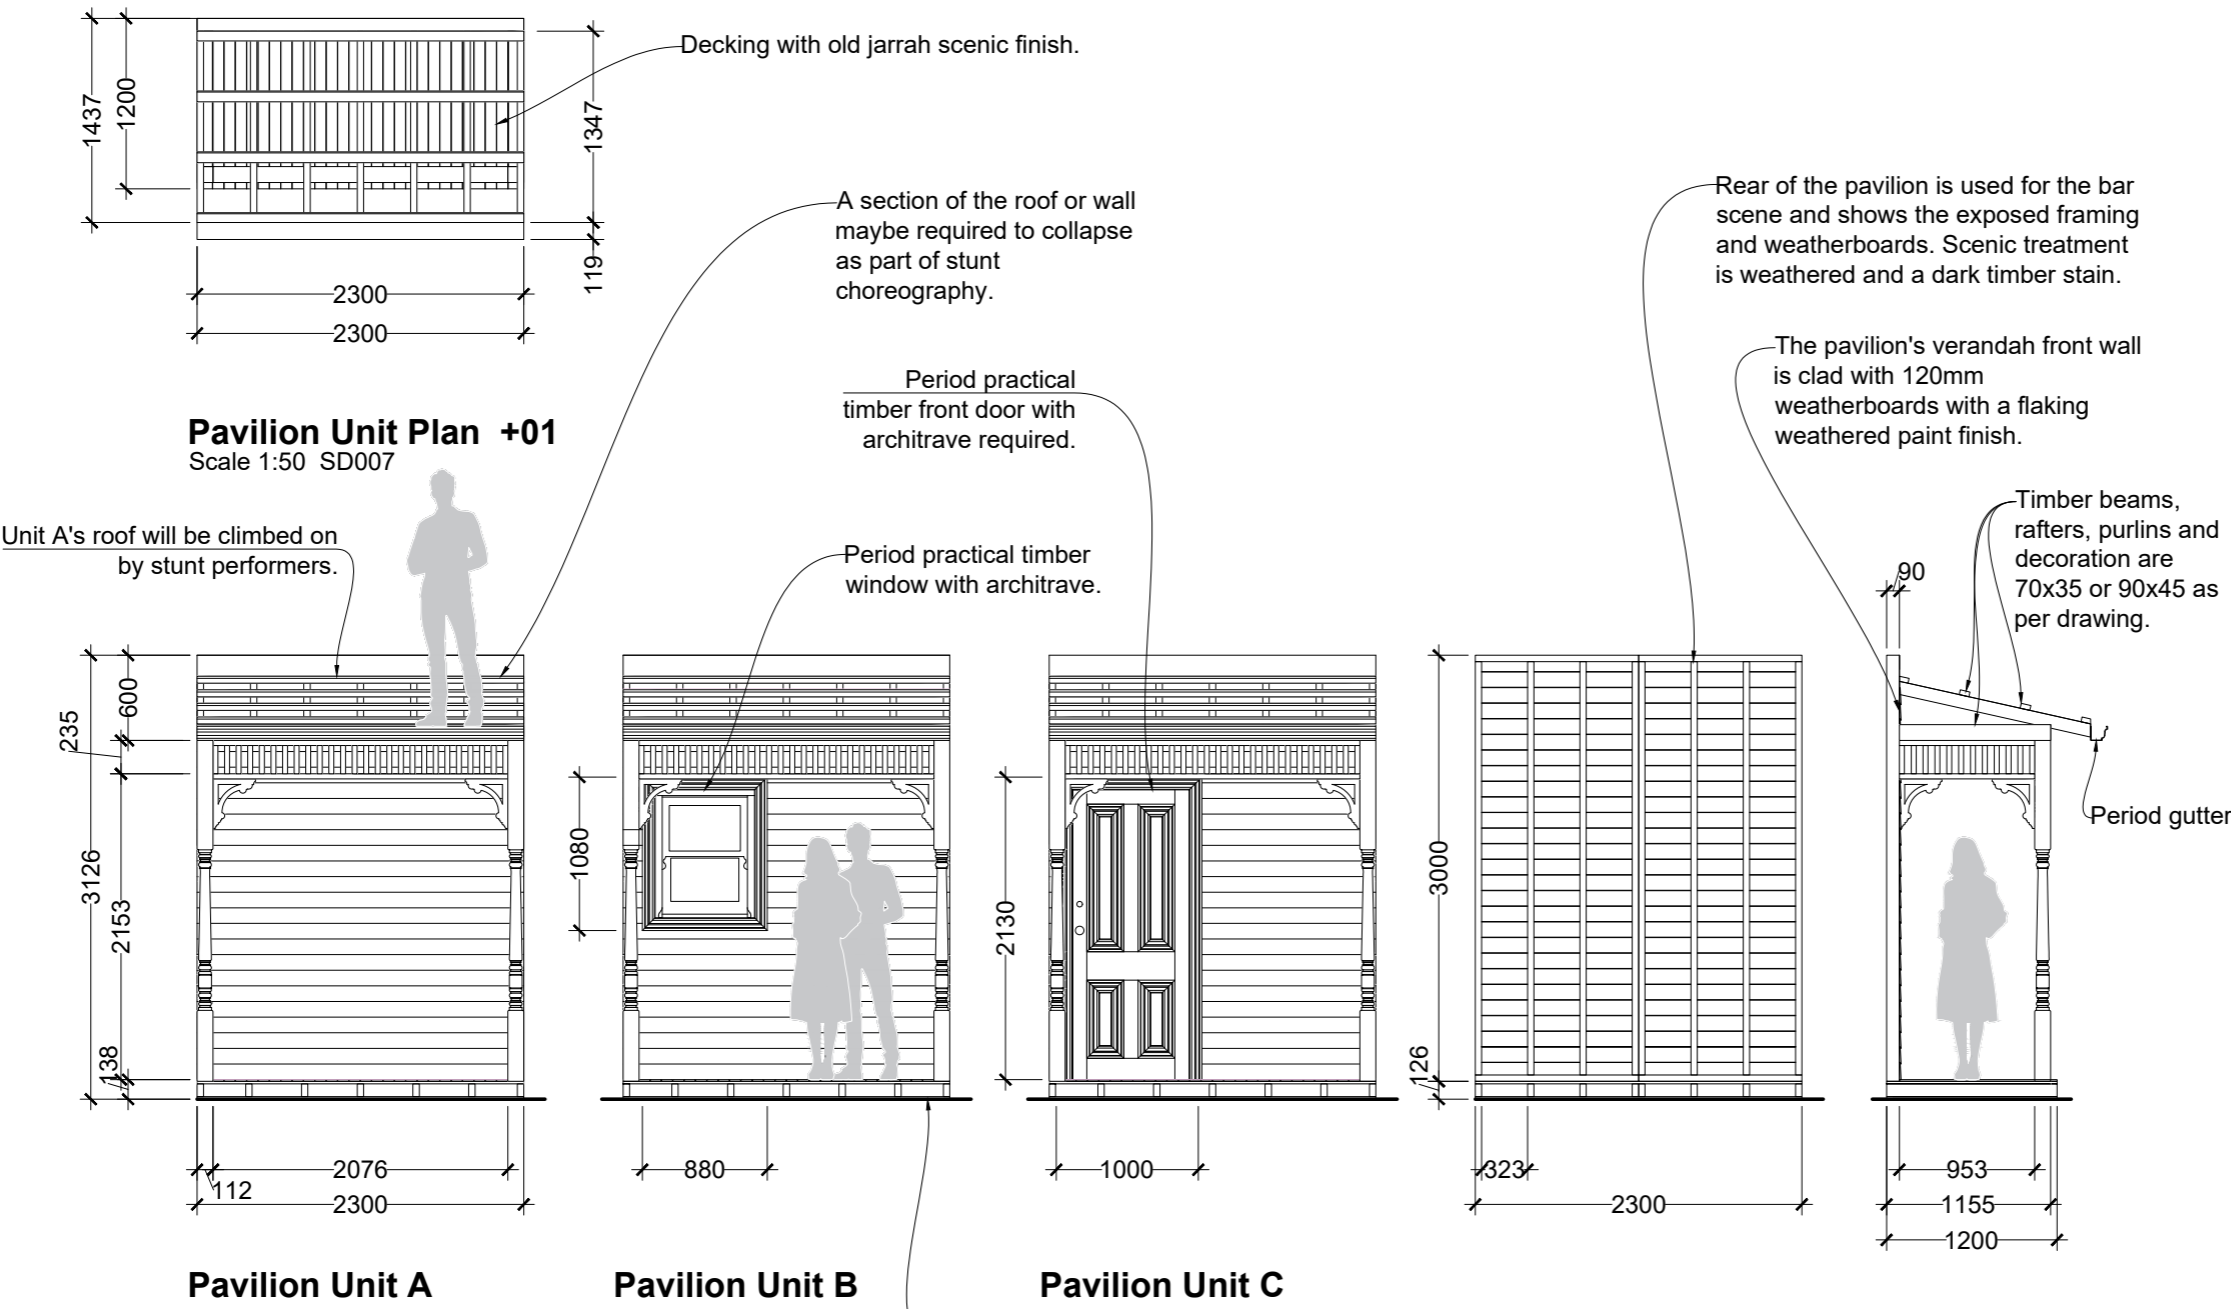 Decking with old jarrah scenic finish.
1437
1200
1347
119
2300
2300
Pavilion Unit Plan +01
Scale 1:50 SD007
A section of the roof or wall
maybe required to collapse
as part of stunt
choreography.
Rear of the pavilion is used for the bar
scene and shows the exposed framing
and weatherboards. Scenic treatment
is weathered and a dark timber stain.
The pavilion's verandah front wall
is clad with 120mm
weatherboards with a flaking
weathered paint finish.
Period practical
timber front door with
architrave required.
Timber beams,
rafters, purlins and
decoration are
70x35 or 90x45 as
per drawing.
Unit A's roof will be climbed on
by stunt performers.
Period practical timber
window with architrave.
90
600
235
3126
2153
138
1080
2130
3000
126
Period gutter
2076
112
2300
880
1000
323
2300
953
1155
1200
Pavilion Unit A
Pavilion Unit B
Pavilion Unit C